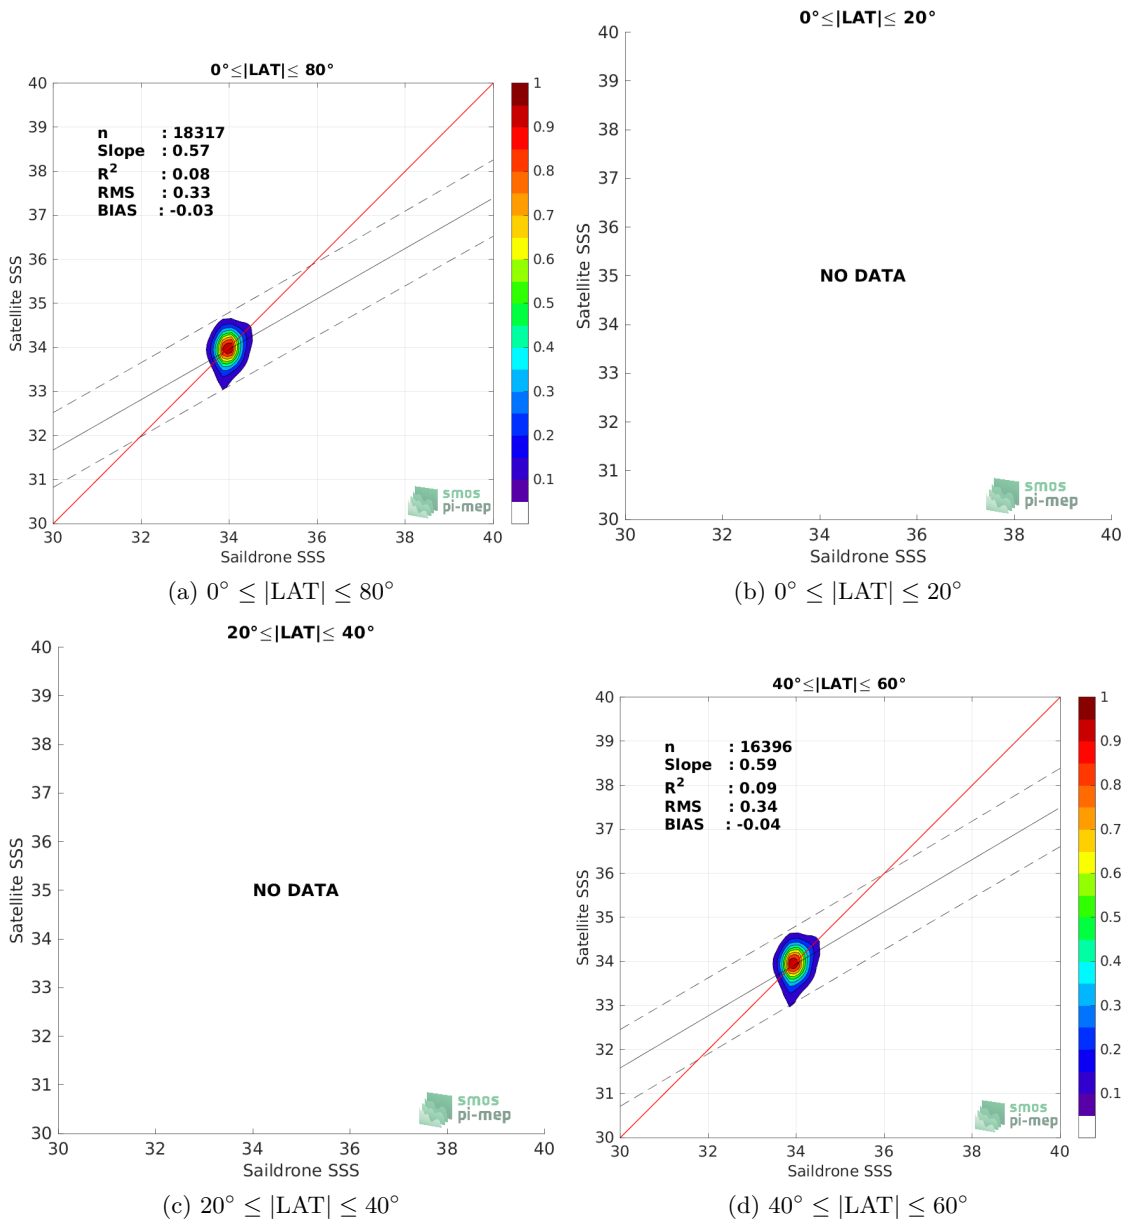 0°≤|LAT|≤ 80°
40
39
38
37
36
35
34
33
32
31
30
Satellite SSS
n : 18317
Slope : 0.57
R² : 0.08
RMS : 0.33
BIAS : -0.03
1
0.9
0.8
0.7
0.6
0.5
0.4
0.3
0.2
0.1
smos
pi-mep
30 32 34 36 38 40
Saildrone SSS
(a) 0° ≤ |LAT| ≤ 80°
0°≤|LAT|≤ 20°
40
39
38
37
36
35
34
33
32
31
30
Satellite SSS
NO DATA
smos
pi-mep
30 32 34 36 38 40
Saildrone SSS
(b) 0° ≤ |LAT| ≤ 20°
20°≤|LAT|≤ 40°
40
39
38
37
36
35
34
33
32
31
30
Satellite SSS
NO DATA
smos
pi-mep
30 32 34 36 38 40
Saildrone SSS
(c) 20° ≤ |LAT| ≤ 40°
40°≤|LAT|≤ 60°
40
39
38
37
36
35
34
33
32
31
30
Satellite SSS
n : 16396
Slope : 0.59
R² : 0.09
RMS : 0.34
BIAS : -0.04
1
0.9
0.8
0.7
0.6
0.5
0.4
0.3
0.2
0.1
smos
pi-mep
30 32 34 36 38 40
Saildrone SSS
(d) 40° ≤ |LAT| ≤ 60°